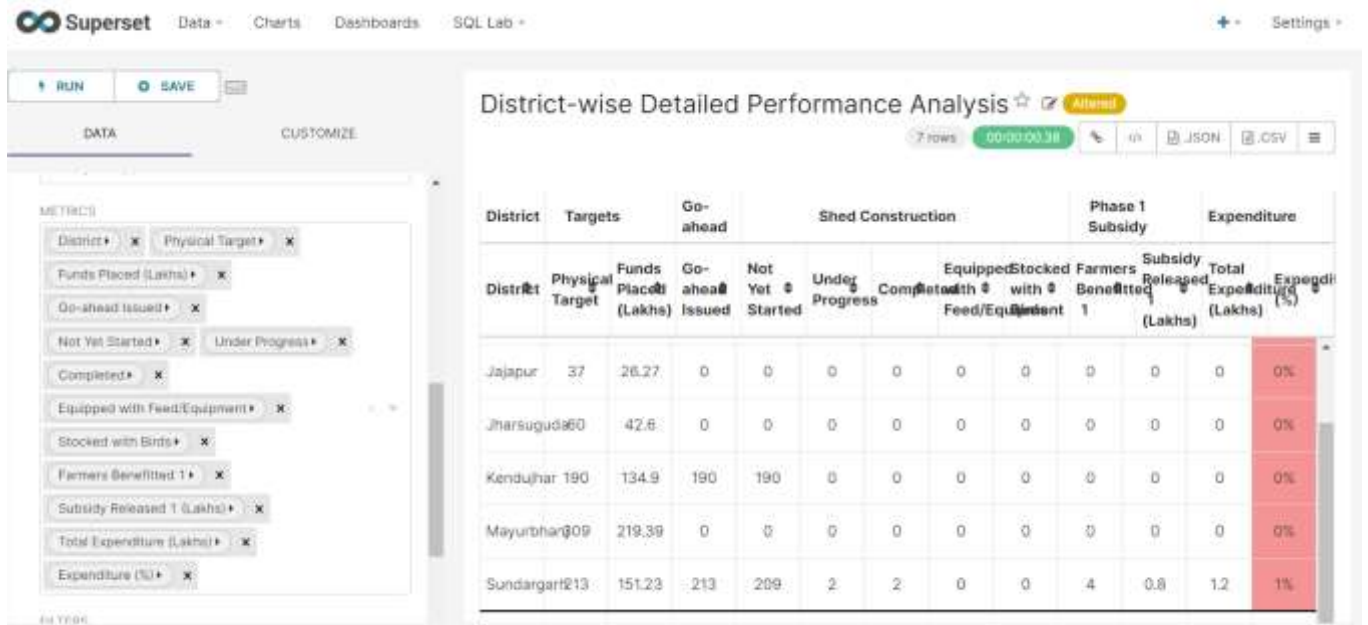 Superset Data Charts Dashboards SQL Lab + Settings
RUN SAVE
DATA CUSTOMIZE
METRICS
District Physical Target
Funds Placed (Lakhs)
Go-ahead Issued
Not Yet Started Under Progress
Completed
Equipped with Feed/Equipment
Stocked with Birds
Farmers Benefitted 1
Subsidy Released 1 (Lakhs)
Total Expenditure (Lakhs)
Expenditure (%)
FILTERS
District-wise Detailed Performance Analysis Altered
7 rows 00:00:00.38 </> .JSON .CSV
District Targets Go-ahead Shed Construction Phase 1 Subsidy Expenditure
District Physical Target Funds Placed (Lakhs) Go-ahead Issued Not Yet Started Under Progress Completed Equipped with Feed/Equipment Stocked with Farmers Benefitted 1 Subsidy Released 1 (Lakhs) Total Expenditure (Lakhs) Expendit (%)
Jajapur 37 26.27 0 0 0 0 0 0 0 0 0 0%
Jharsuguda 60 42.6 0 0 0 0 0 0 0 0 0 0%
Kendujhar 190 134.9 190 190 0 0 0 0 0 0 0 0%
Mayurbhanj 309 219.39 0 0 0 0 0 0 0 0 0 0%
Sundargarh 213 151.23 213 209 2 2 0 0 4 0.8 1.2 1%